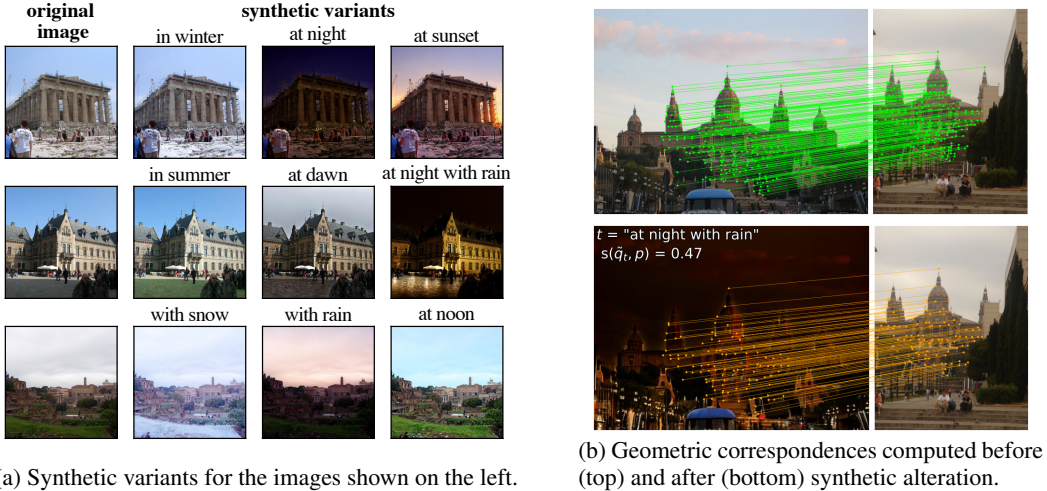 original
image
synthetic variants
in winter
at night
at sunset
in summer
at dawn
at night with rain
with snow
with rain
at noon
a) Synthetic variants for the images shown on the left.
t = "at night with rain"
s(q̃ₜ, p) = 0.47
(b) Geometric correspondences computed before
(top) and after (bottom) synthetic alteration.